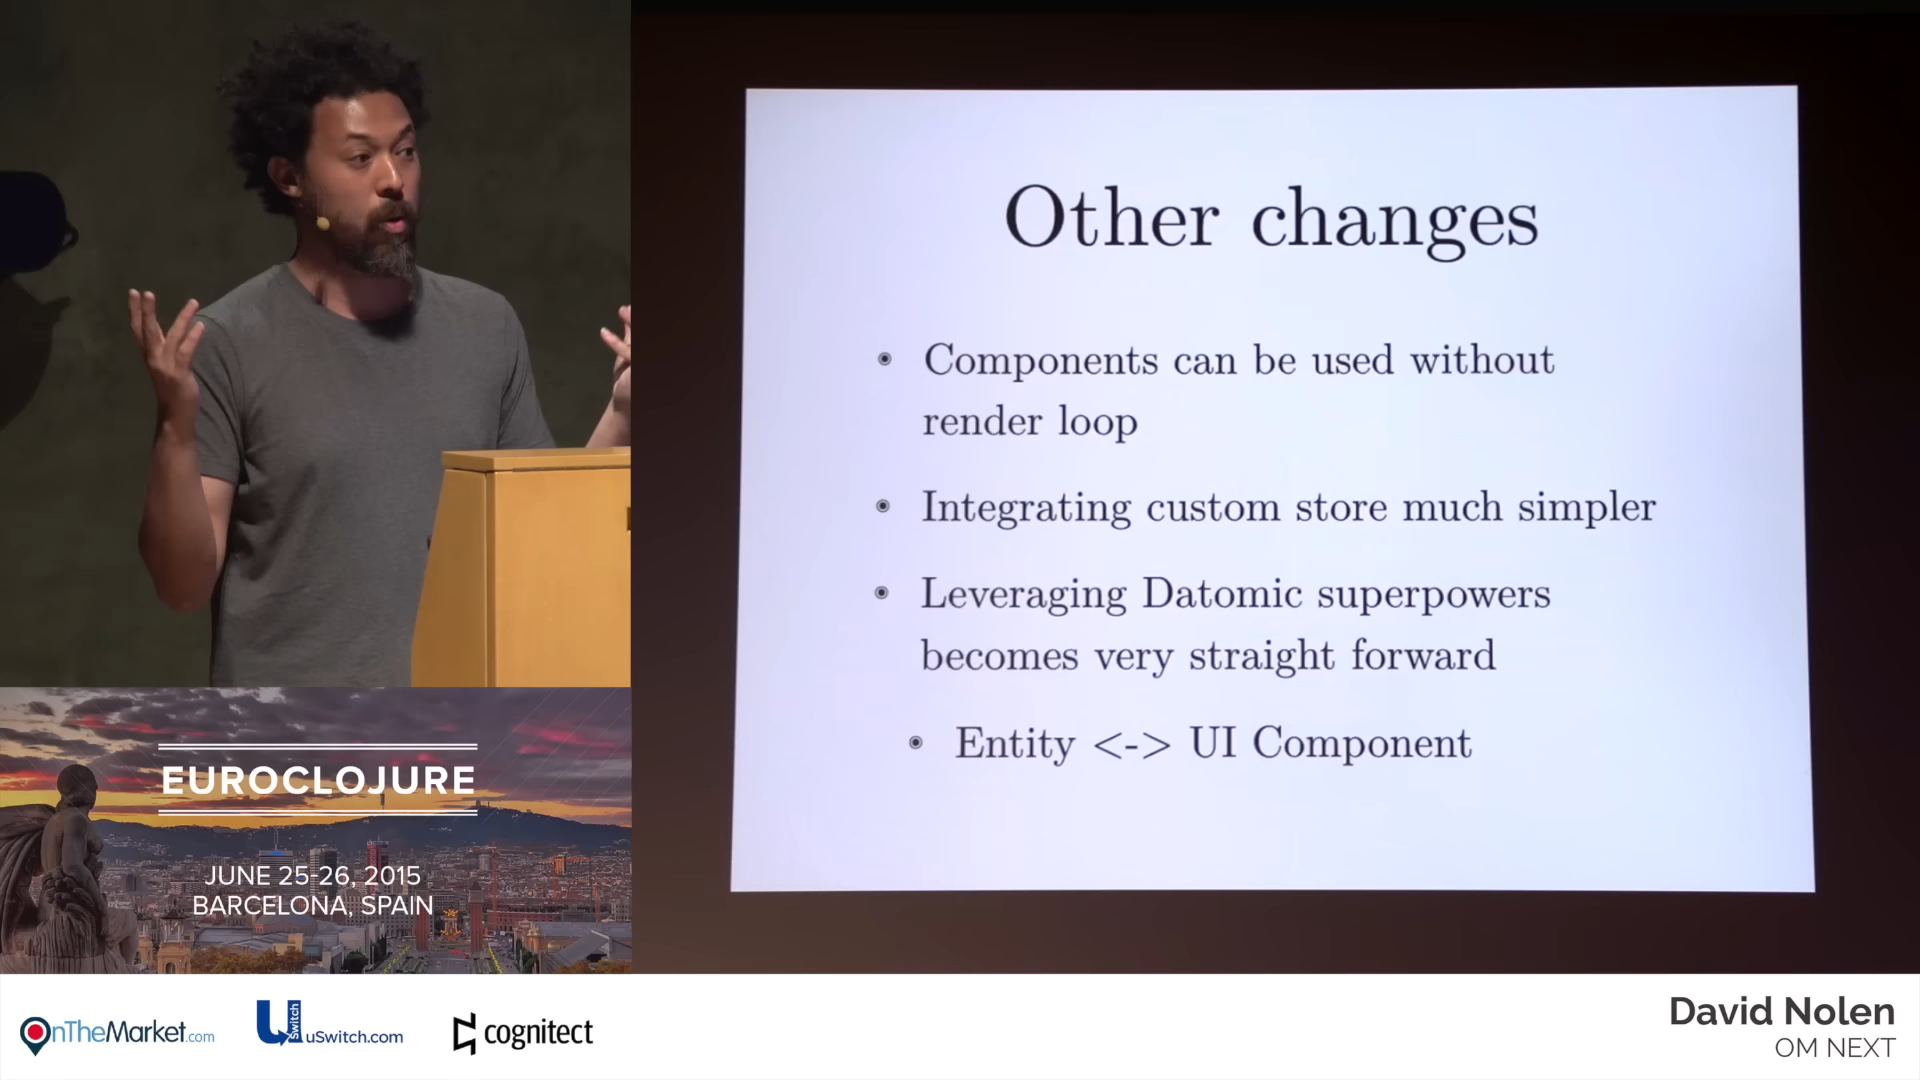 Other changes
Components can be used without
render loop
Integrating custom store much simpler
Leveraging Datomic superpowers
becomes very straight forward
Entity <-> UI Component
EUROCLOJURE
JUNE 25-26, 2015
BARCELONA, SPAIN
OnTheMarket.com
uSwitch
uSwitch.com
cognitect
David Nolen
OM NEXT